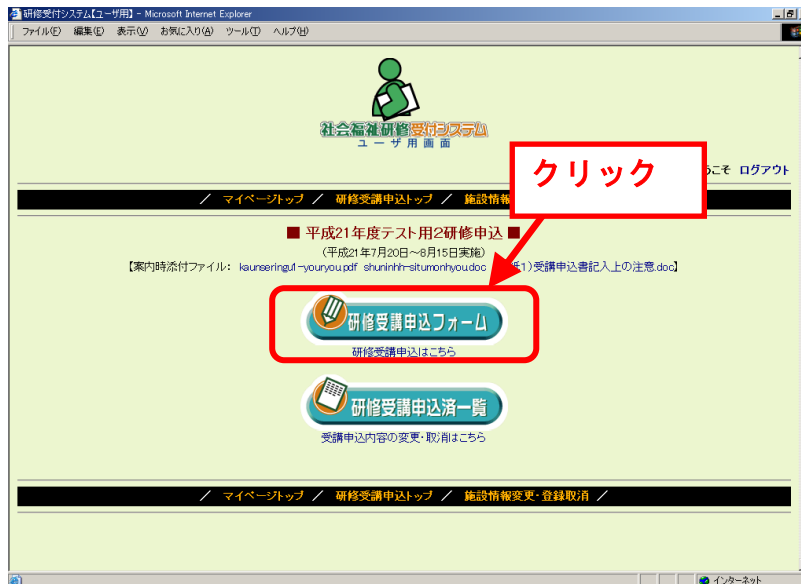 研修受付システム【ユーザ用】 - Microsoft Internet Explorer
ファイル(F) 編集(E) 表示(V) お気に入り(A) ツール(T) ヘルプ(H)
社会福祉研修受付システム
ユーザ用画面
クリック
うこそ ログアウト
／ マイページトップ ／ 研修受講申込トップ ／ 施設情報
■ 平成21年度テスト用2研修申込 ■
(平成21年7月20日～8月15日実施)
【案内時添付ファイル： kaunseringu1-youryou.pdf shuninhh-situmonhyou.doc 1)受講申込書記入上の注意.doc】
研修受講申込フォーム
研修受講申込はこちら
研修受講申込済一覧
受講申込内容の変更・取消はこちら
／ マイページトップ ／ 研修受講申込トップ ／ 施設情報変更・登録取消 ／
インターネット